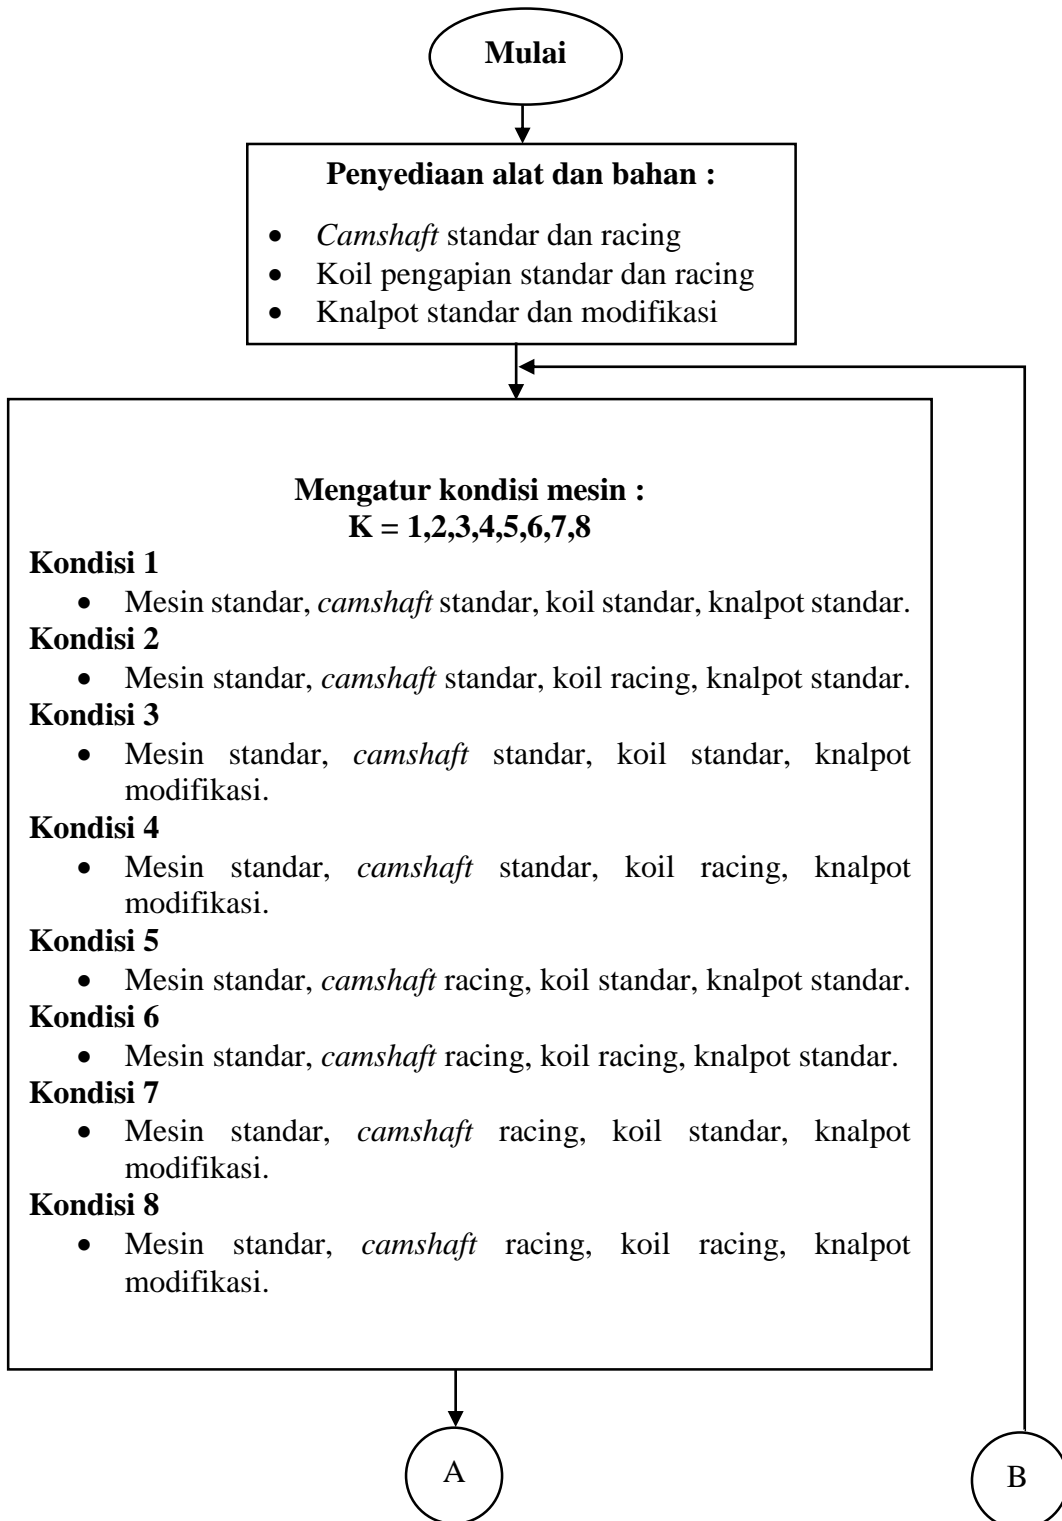 Mulai
Penyediaan alat dan bahan :
• Camshaft standar dan racing
• Koil pengapian standar dan racing
• Knalpot standar dan modifikasi
Mengatur kondisi mesin :
K = 1,2,3,4,5,6,7,8
Kondisi 1
• Mesin standar, camshaft standar, koil standar, knalpot standar.
Kondisi 2
• Mesin standar, camshaft standar, koil racing, knalpot standar.
Kondisi 3
• Mesin standar, camshaft standar, koil standar, knalpot
modifikasi.
Kondisi 4
• Mesin standar, camshaft standar, koil racing, knalpot
modifikasi.
Kondisi 5
• Mesin standar, camshaft racing, koil standar, knalpot standar.
Kondisi 6
• Mesin standar, camshaft racing, koil racing, knalpot standar.
Kondisi 7
• Mesin standar, camshaft racing, koil standar, knalpot
modifikasi.
Kondisi 8
• Mesin standar, camshaft racing, koil racing, knalpot
modifikasi.
A
B